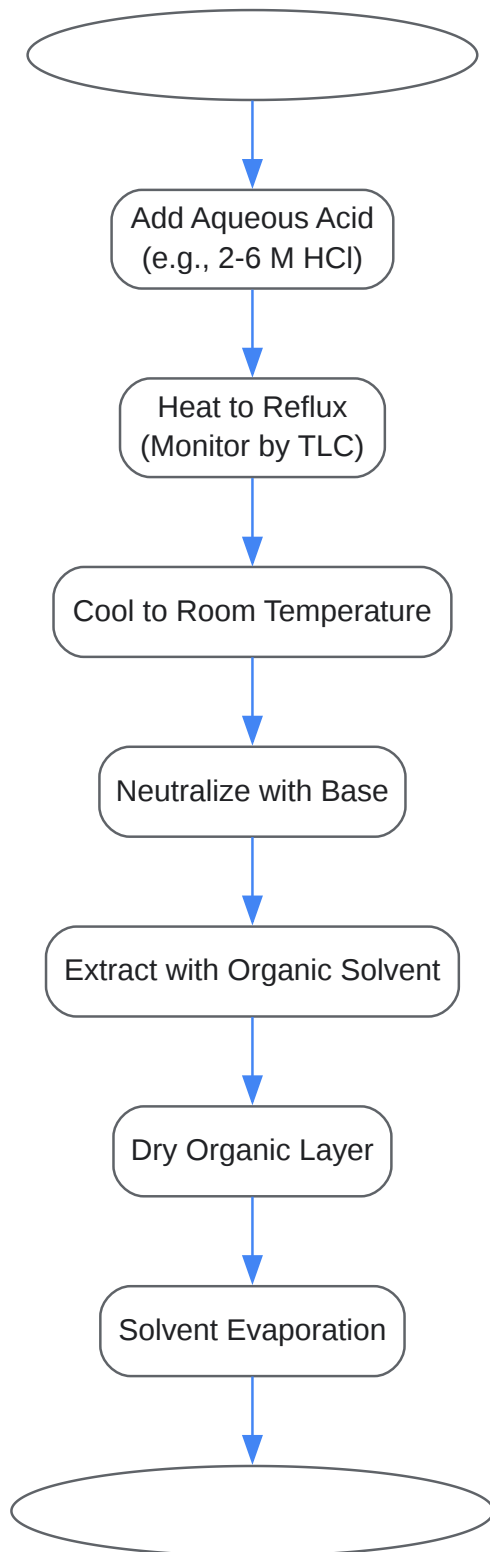 Add Aqueous Acid
(e.g., 2-6 M HCl)
Heat to Reflux
(Monitor by TLC)
Cool to Room Temperature
Neutralize with Base
Extract with Organic Solvent
Dry Organic Layer
Solvent Evaporation